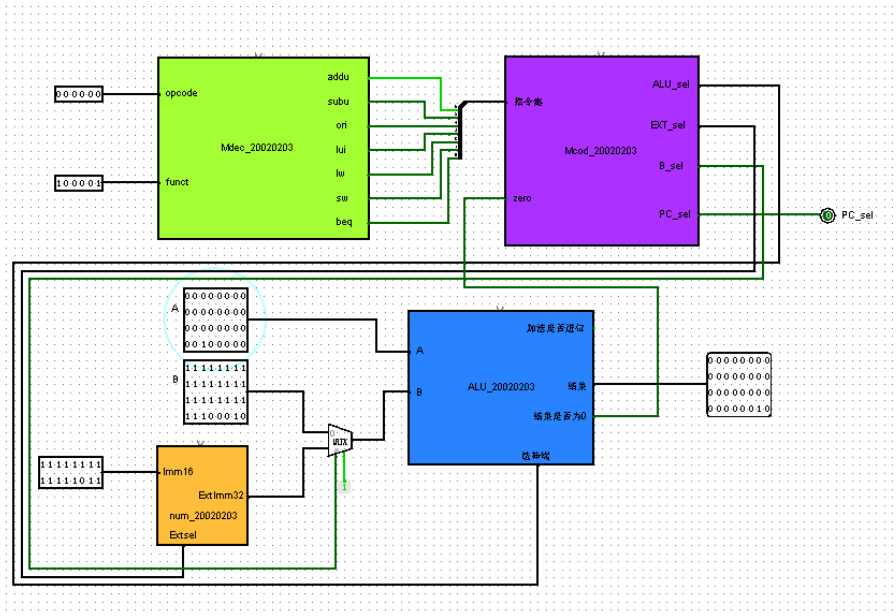 addu
ALU_sel
opcode
000000
subu
指令集
EXT_sel
ori
Mdec_20020203
Mcod_20020203
lui
B_sel
lw
funct
100001
sw
zero
beq
PC_sel
0
PC_sel
A
00000000
00000000
00000000
00100000
加法是否进位
A
B
11111111
11111111
11111111
11100010
ALU_20020203
结果
B
结果是否为0
00000000
00000000
00000000
00000010
0
MUX
选择端
11111111
11111011
Imm16
ExtImm32
1
num_20020203
Extsel